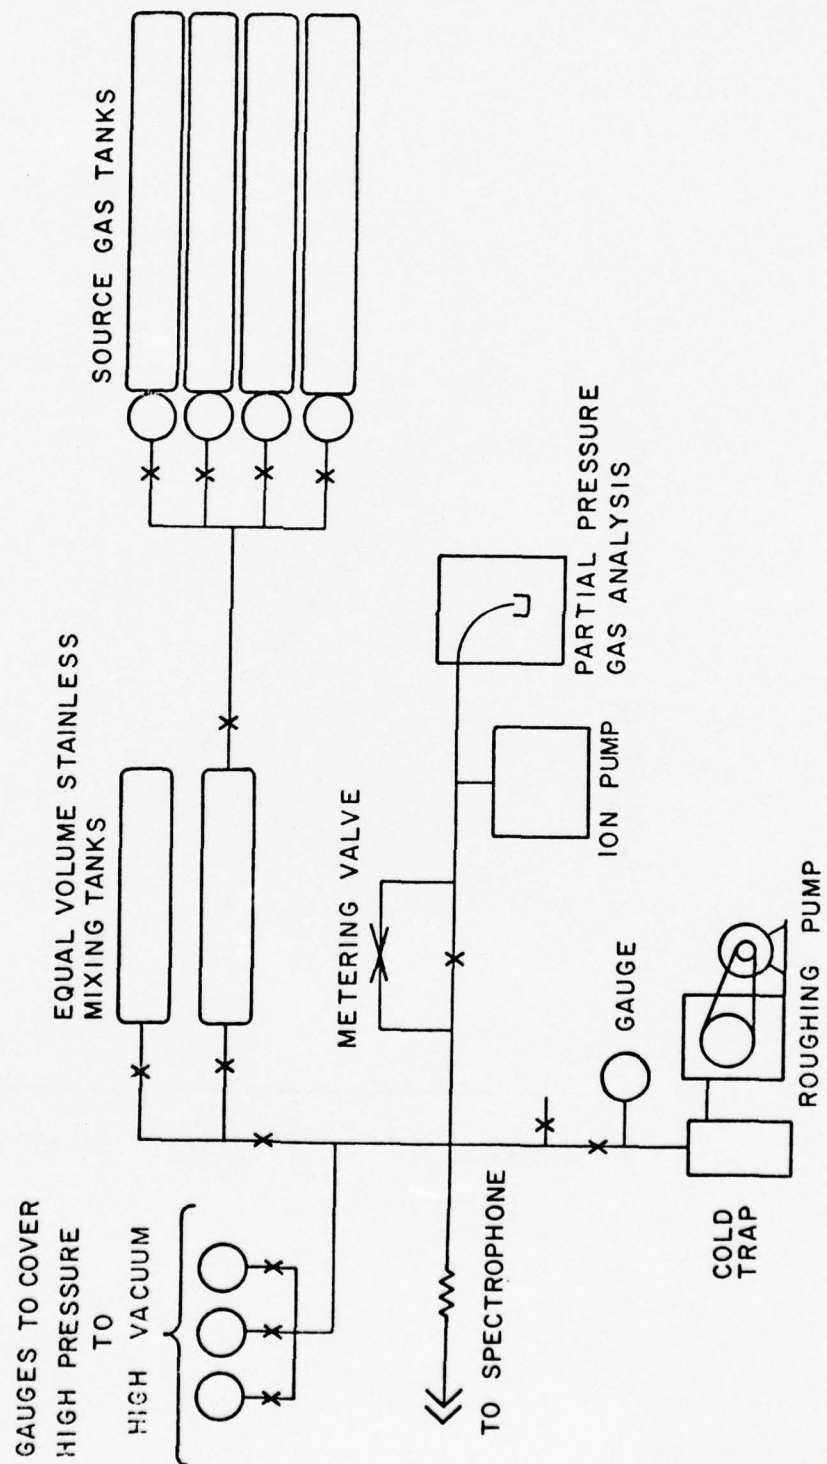 GAUGES TO COVER
HIGH PRESSURE
TO
HIGH VACUUM
EQUAL VOLUME STAINLESS
MIXING TANKS
SOURCE GAS TANKS
METERING VALVE
PARTIAL PRESSURE
GAS ANALYSIS
ION PUMP
TO SPECTROPHONE
GAUGE
COLD
TRAP
ROUGHING PUMP